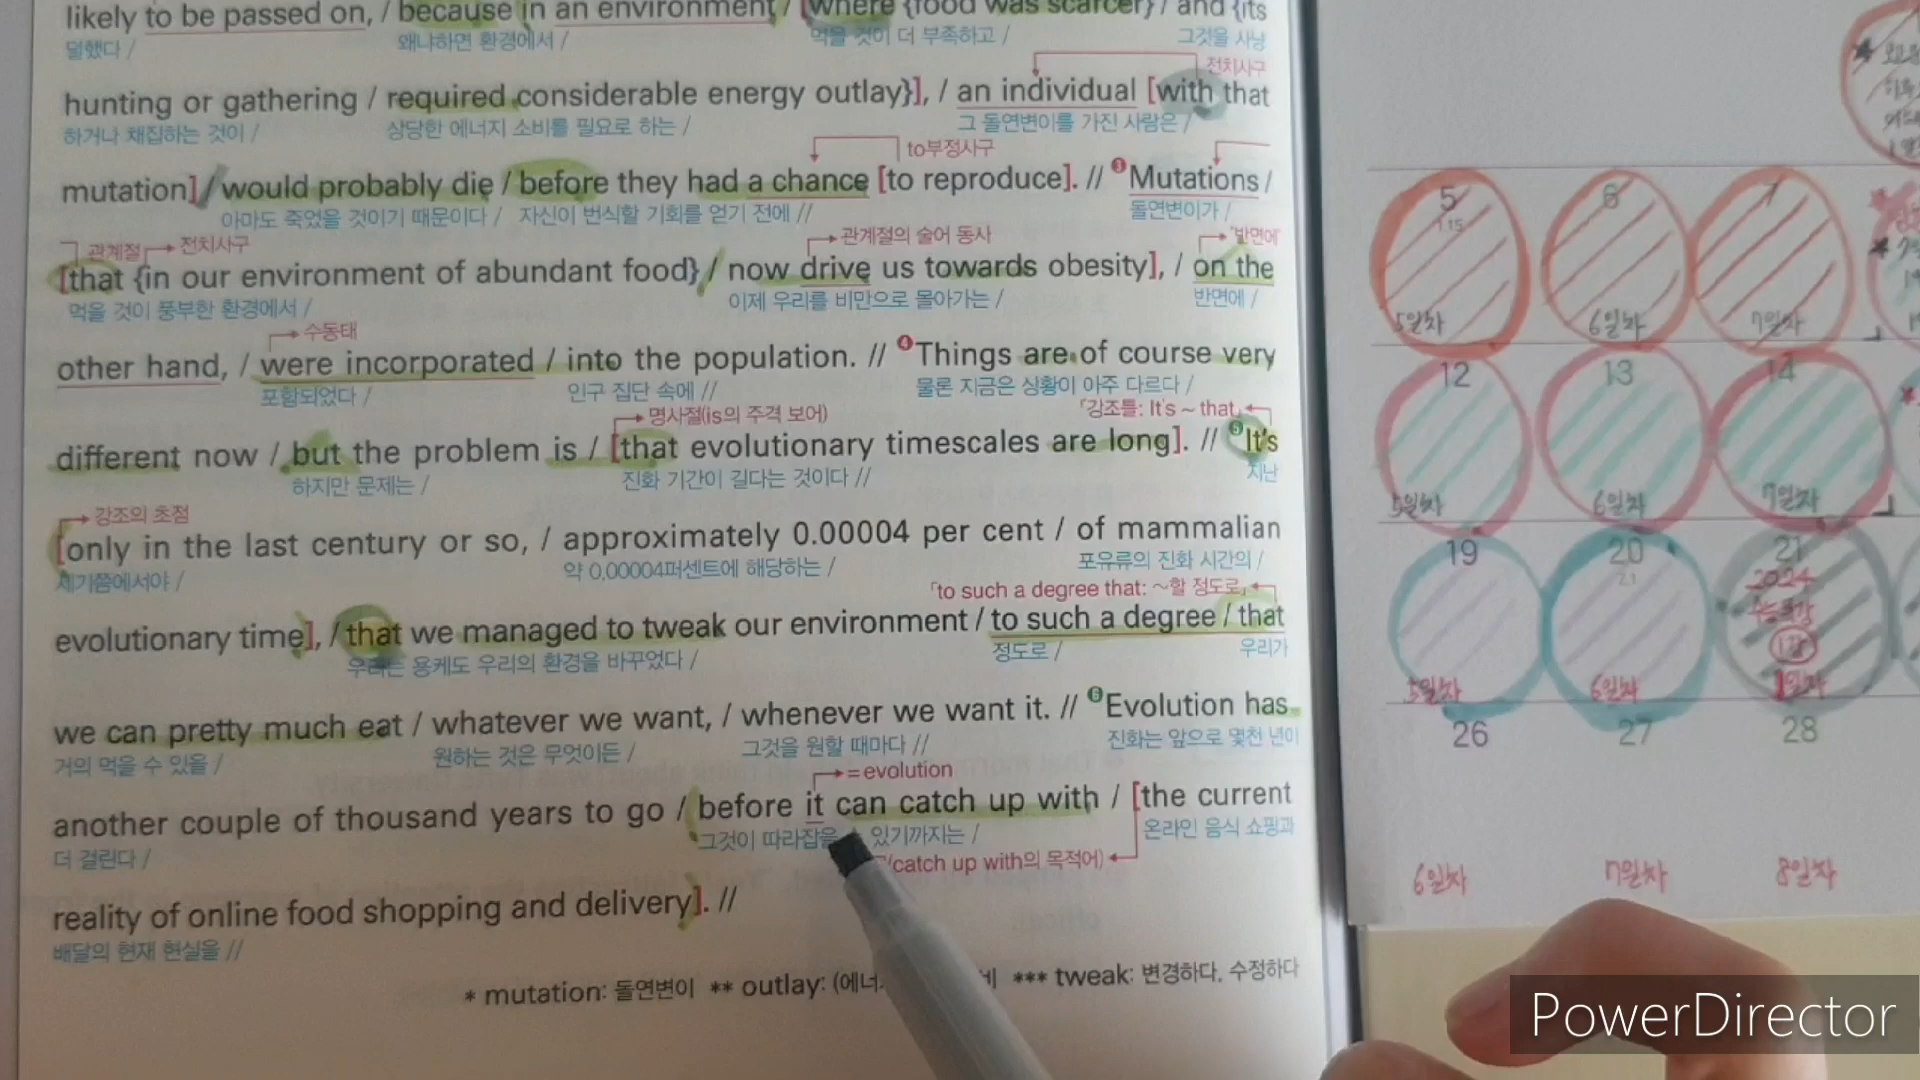 likely to be passed on, / because in an environment / [where {food was scarcer} / and {its
덜했다 / 왜냐하면 환경에서 / 먹을 것이 더 부족하고 / 그것을 사냥
전치사구
hunting or gathering / required considerable energy outlay}], / an individual [with that
하거나 채집하는 것이 / 상당한 에너지 소비를 필요로 하는 / 그 돌연변이를 가진 사람은 /
to부정사구
mutation] / would probably die / before they had a chance [to reproduce]. // ❸Mutations /
아마도 죽었을 것이기 때문이다 / 자신이 번식할 기회를 얻기 전에 // 돌연변이가 /
관계절 전치사구 관계절의 술어 동사 '반면에'
[that {in our environment of abundant food} / now drive us towards obesity], / on the
먹을 것이 풍부한 환경에서 / 이제 우리를 비만으로 몰아가는 / 반면에 /
수동태
other hand, / were incorporated / into the population. // ❹Things are of course very
포함되었다 / 인구 집단 속에 // 물론 지금은 상황이 아주 다르다 /
명사절(is의 주격 보어) 「강조틀: It's ~ that」
different now / but the problem is / [that evolutionary timescales are long]. // ❺It's
하지만 문제는 / 진화 기간이 길다는 것이다 // 지난
강조의 초점
[only in the last century or so, / approximately 0.00004 per cent / of mammalian
세기쯤에서야 / 약 0.00004퍼센트에 해당하는 / 포유류의 진화 시간의 /
「to such a degree that: ~할 정도로」
evolutionary time], / that we managed to tweak our environment / to such a degree / that
우리는 용케도 우리의 환경을 바꾸었다 / 정도로 / 우리가
we can pretty much eat / whatever we want, / whenever we want it. // ❻Evolution has
거의 먹을 수 있을 / 원하는 것은 무엇이든 / 그것을 원할 때마다 // 진화는 앞으로 몇천 년이
=evolution
another couple of thousand years to go / before it can catch up with / [the current
더 걸린다 / 그것이 따라잡을 있기까지는 / 온라인 음식 쇼핑과
catch up with의 목적어)
reality of online food shopping and delivery]. //
배달의 현재 현실을 //
* mutation: 돌연변이 ** outlay: (에너 *** tweak: 변경하다, 수정하다
5 6 7
1.15
5일차 6일차 7일차
12 13 14
5일차 6일차 7일차
19 20 21
2024
수능특강
1강
5일차 6일차 1일차
26 27 28
6일차 7일차 8일차
PowerDirector